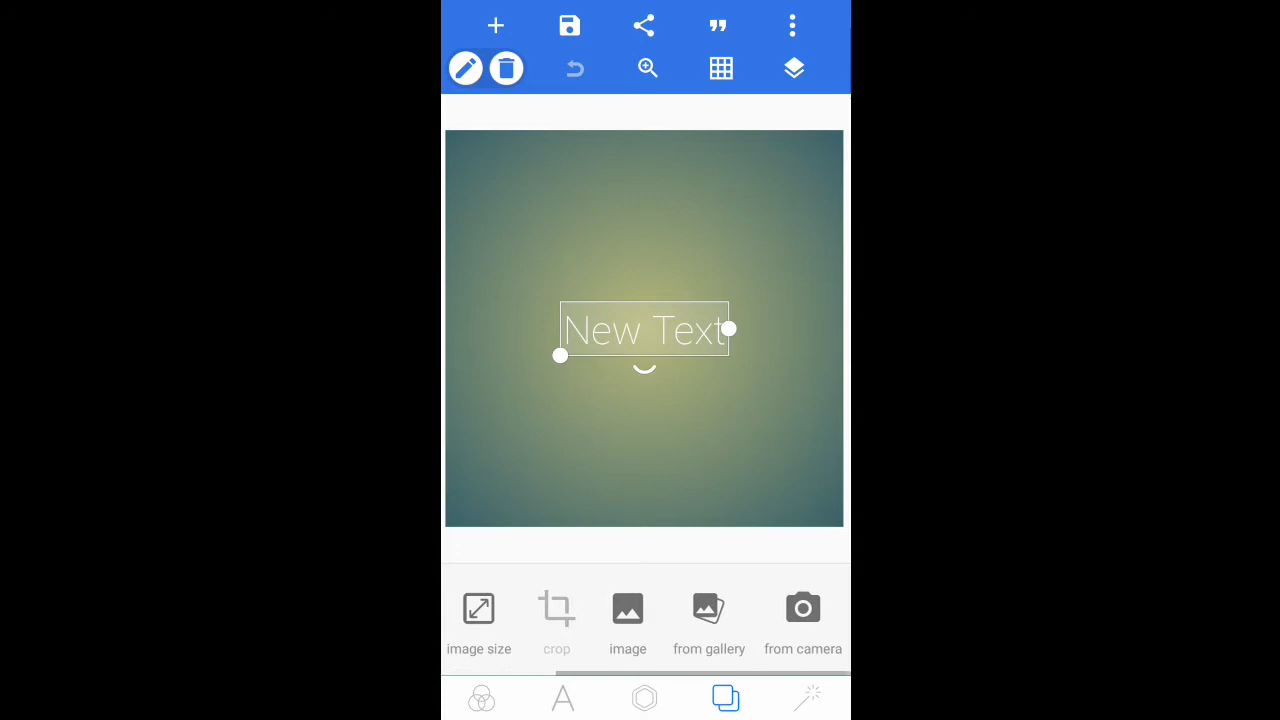 New Text
image size
crop
image
from gallery
from camera